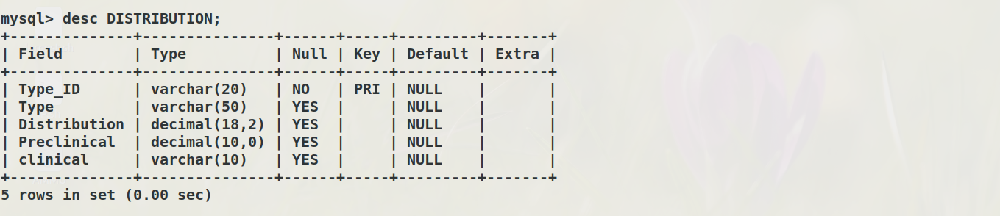 mysql> desc DISTRIBUTION;
+--------------+---------------+------+-----+---------+-------+
| Field        | Type          | Null | Key | Default | Extra |
+--------------+---------------+------+-----+---------+-------+
| Type_ID      | varchar(20)   | NO   | PRI | NULL    |       |
| Type         | varchar(50)   | YES  |     | NULL    |       |
| Distribution | decimal(18,2) | YES  |     | NULL    |       |
| Preclinical  | decimal(10,0) | YES  |     | NULL    |       |
| clinical     | varchar(10)   | YES  |     | NULL    |       |
+--------------+---------------+------+-----+---------+-------+
5 rows in set (0.00 sec)